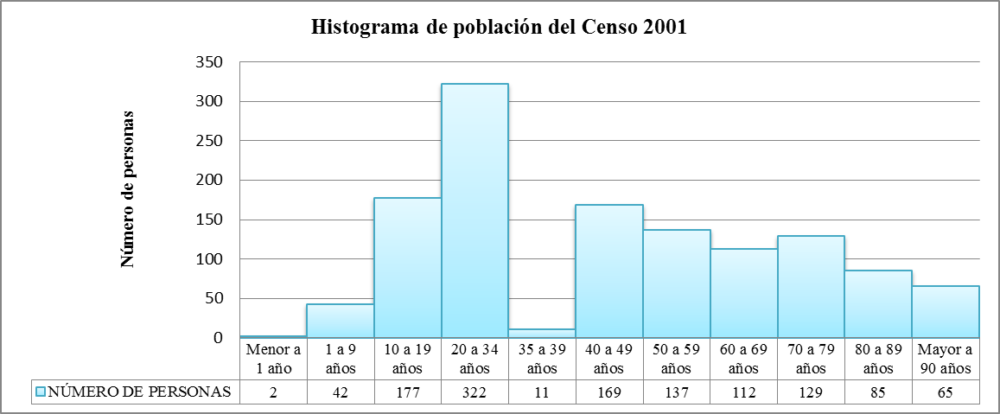 Histograma de población del Censo 2001
Número de personas
350
300
250
200
150
100
50
0
Menor a 1 a 9 10 a 19 20 a 34 35 a 39 40 a 49 50 a 59 60 a 69 70 a 79 80 a 89 Mayor a
1 año años años años años años años años años años 90 años
NÚMERO DE PERSONAS 2 42 177 322 11 169 137 112 129 85 65